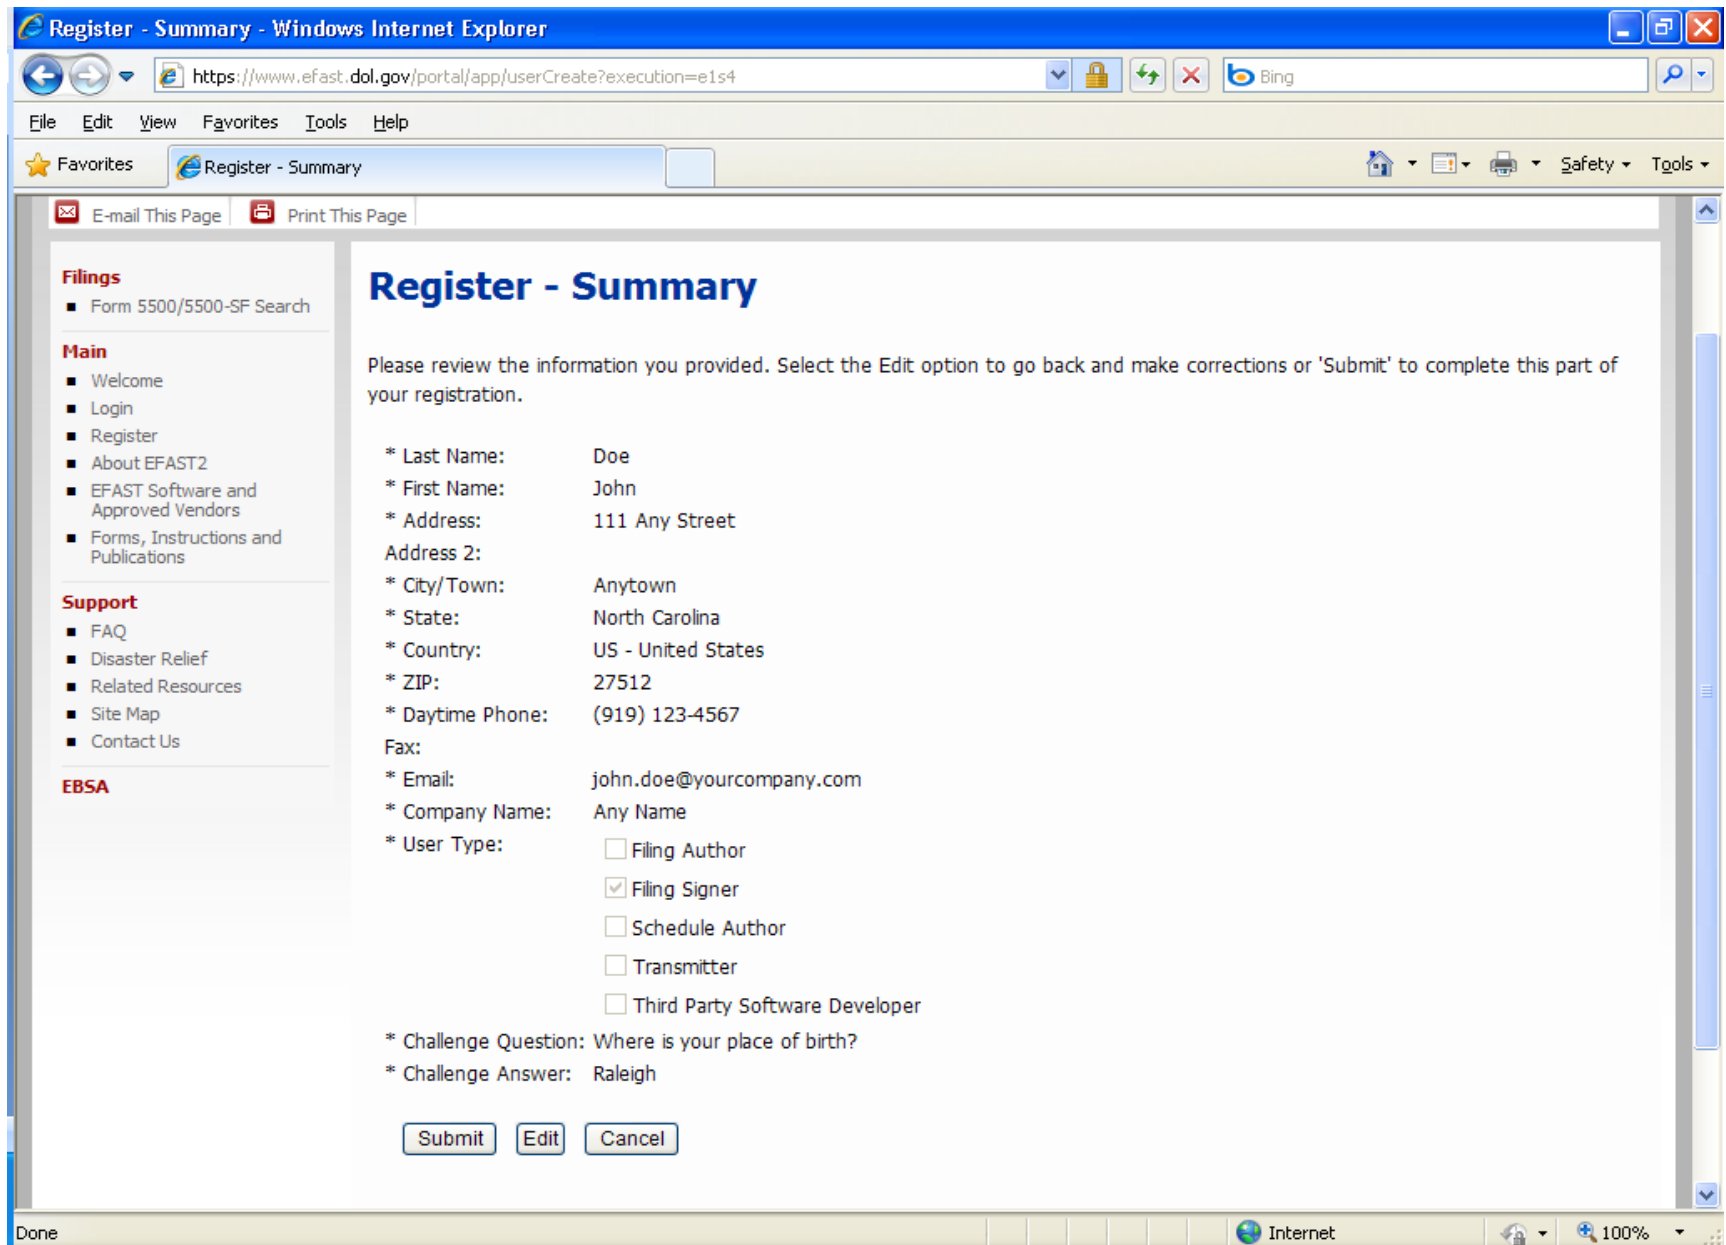 Register - Summary - Windows Internet Explorer
https://www.efast.dol.gov/portal/app/userCreate?execution=e1s4
Bing
File Edit View Favorites Tools Help
Favorites Register - Summary Safety Tools
E-mail This Page Print This Page
Filings
Form 5500/5500-SF Search
Main
Welcome
Login
Register
About EFAST2
EFAST Software and
Approved Vendors
Forms, Instructions and
Publications
Support
FAQ
Disaster Relief
Related Resources
Site Map
Contact Us
EBSA
Register - Summary
Please review the information you provided. Select the Edit option to go back and make corrections or 'Submit' to complete this part of
your registration.
* Last Name: Doe
* First Name: John
* Address: 111 Any Street
Address 2:
* City/Town: Anytown
* State: North Carolina
* Country: US - United States
* ZIP: 27512
* Daytime Phone: (919) 123-4567
Fax:
* Email: john.doe@yourcompany.com
* Company Name: Any Name
* User Type: Filing Author
Filing Signer
Schedule Author
Transmitter
Third Party Software Developer
* Challenge Question: Where is your place of birth?
* Challenge Answer: Raleigh
Submit Edit Cancel
Done Internet 100%